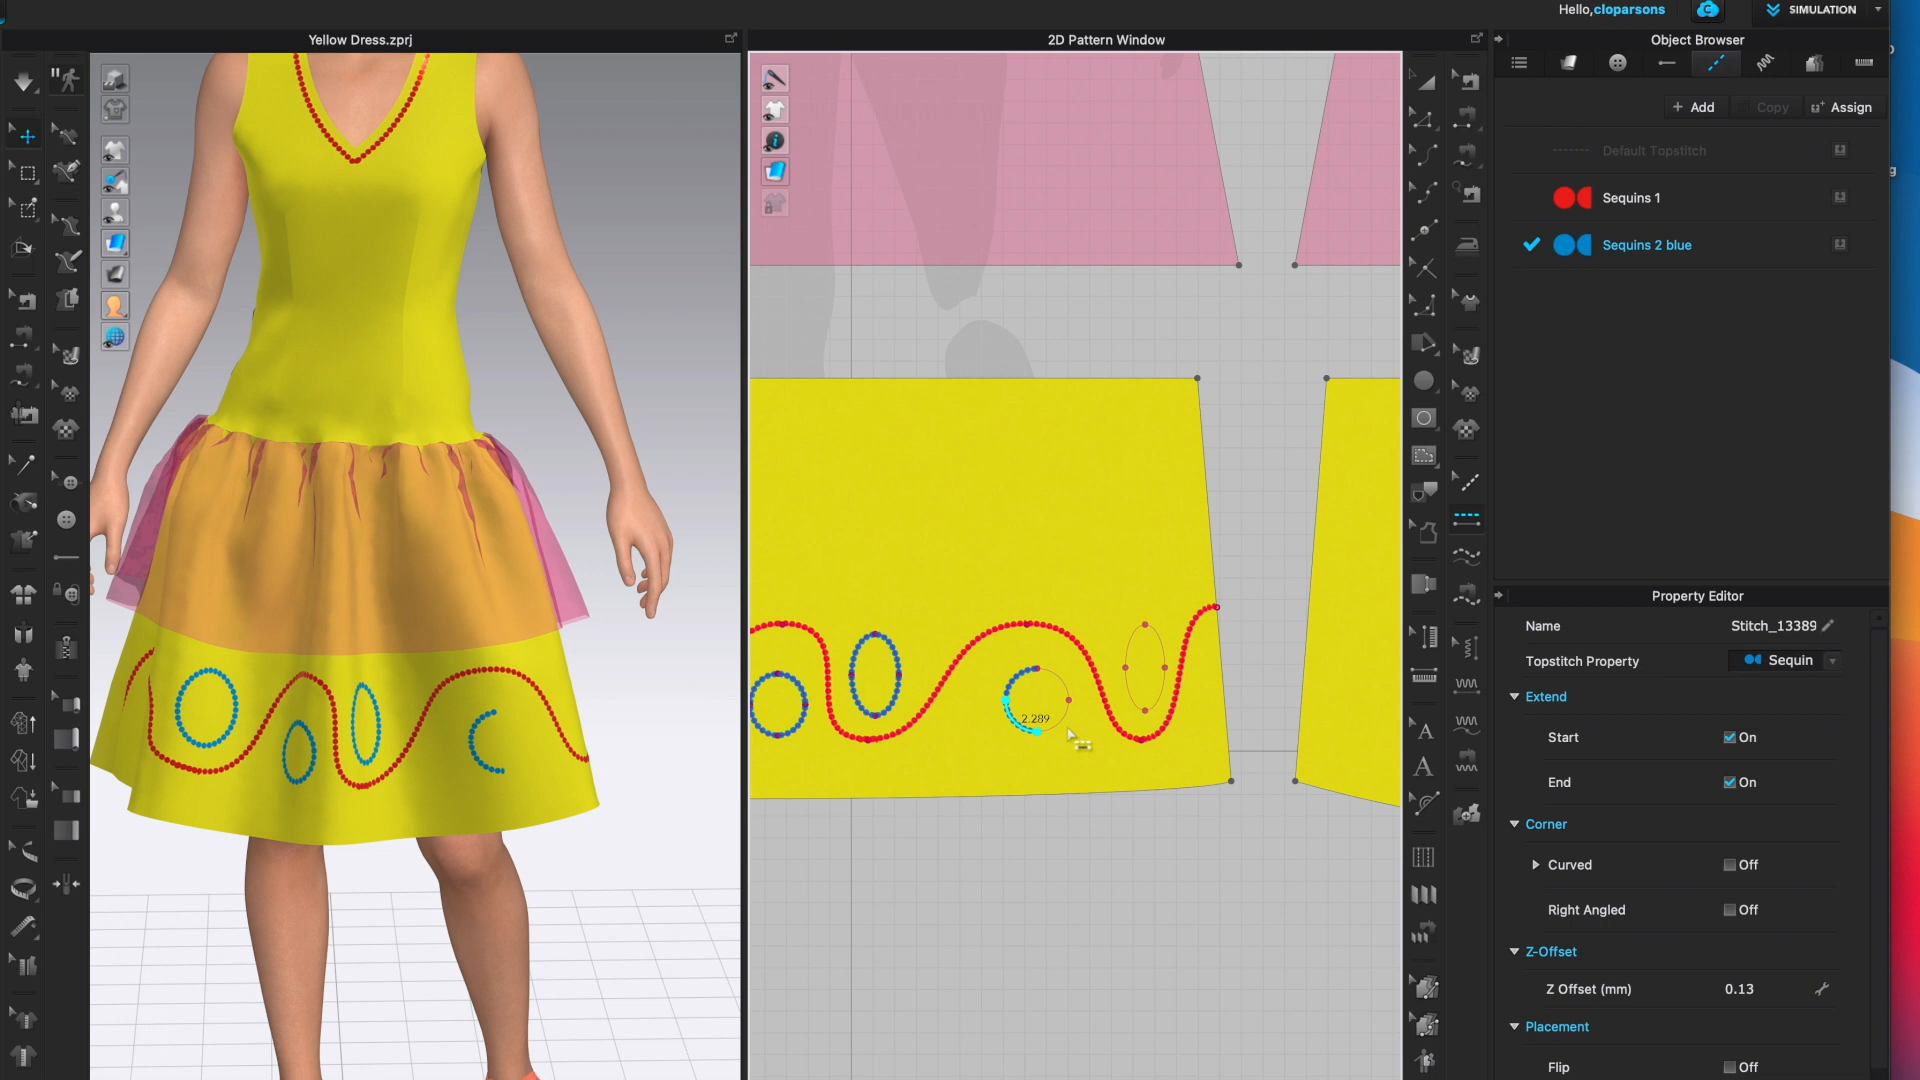 Hello,cloparsons
SIMULATION
Yellow Dress.zprj
2D Pattern Window
Object Browser
+ Add
Copy
Assign
Default Topstitch
Sequins 1
Sequins 2 blue
Property Editor
Name
Stitch_13389
Topstitch Property
Sequin
Extend
Start
On
End
On
Corner
Curved
Off
Right Angled
Off
Z-Offset
Z Offset (mm)
0.13
Placement
Flip
Off
2.289
A
A